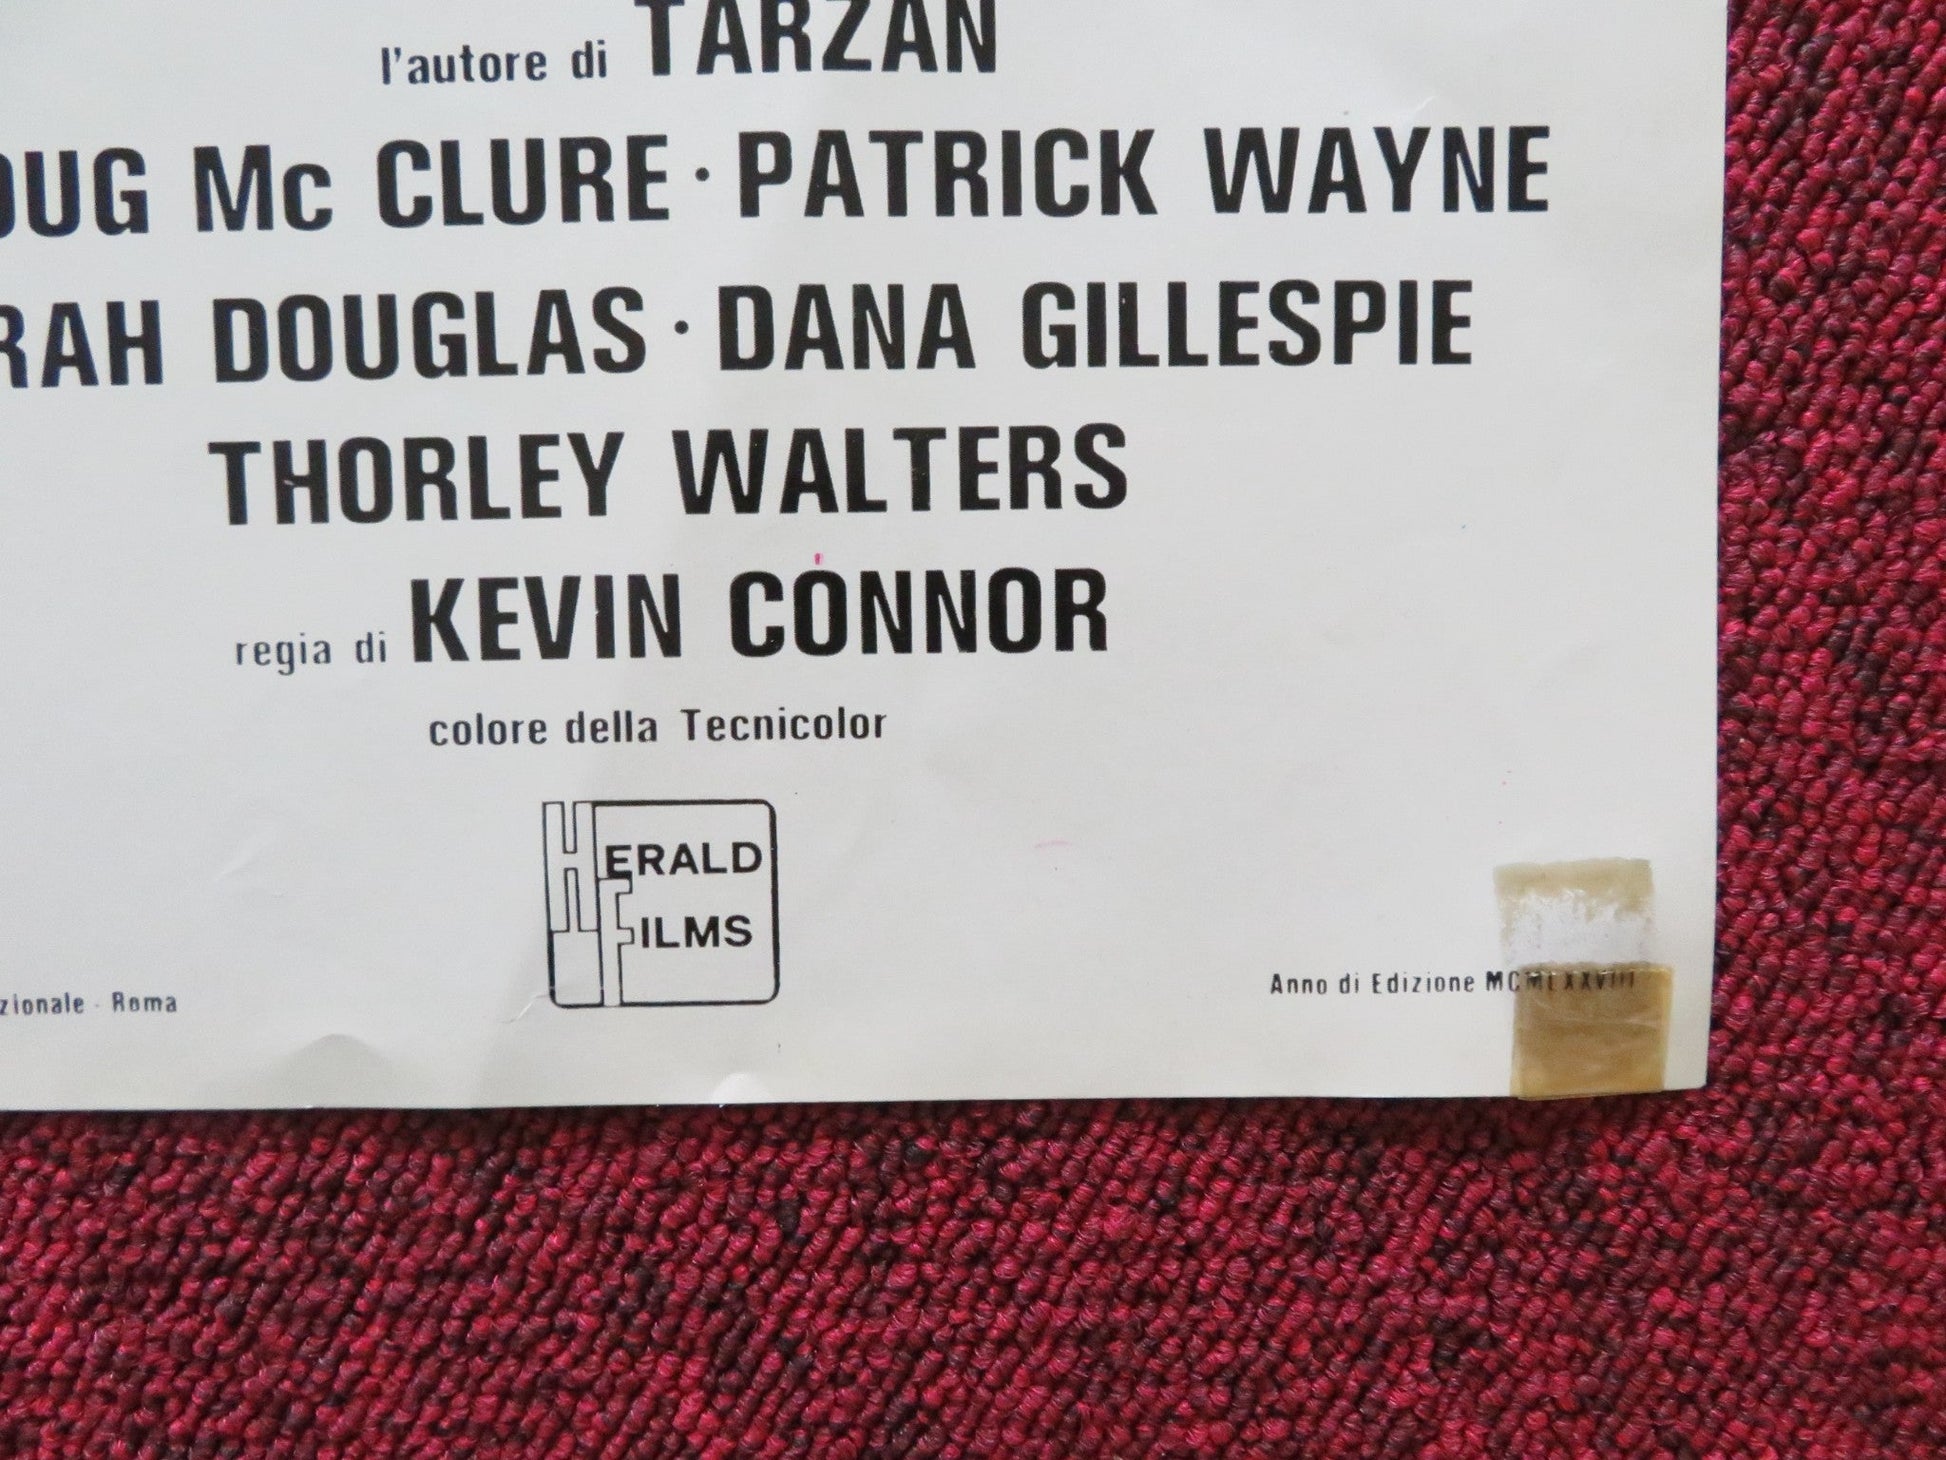 l'autore di TARZAN
OUG Mc CLURE · PATRICK WAYNE
RAH DOUGLAS · DANA GILLESPIE
THORLEY WALTERS
regia di KEVIN CONNOR
colore della Tecnicolor
HERALD
FILMS
Anno di Edizione MCMLXXVIII
zionale - Roma